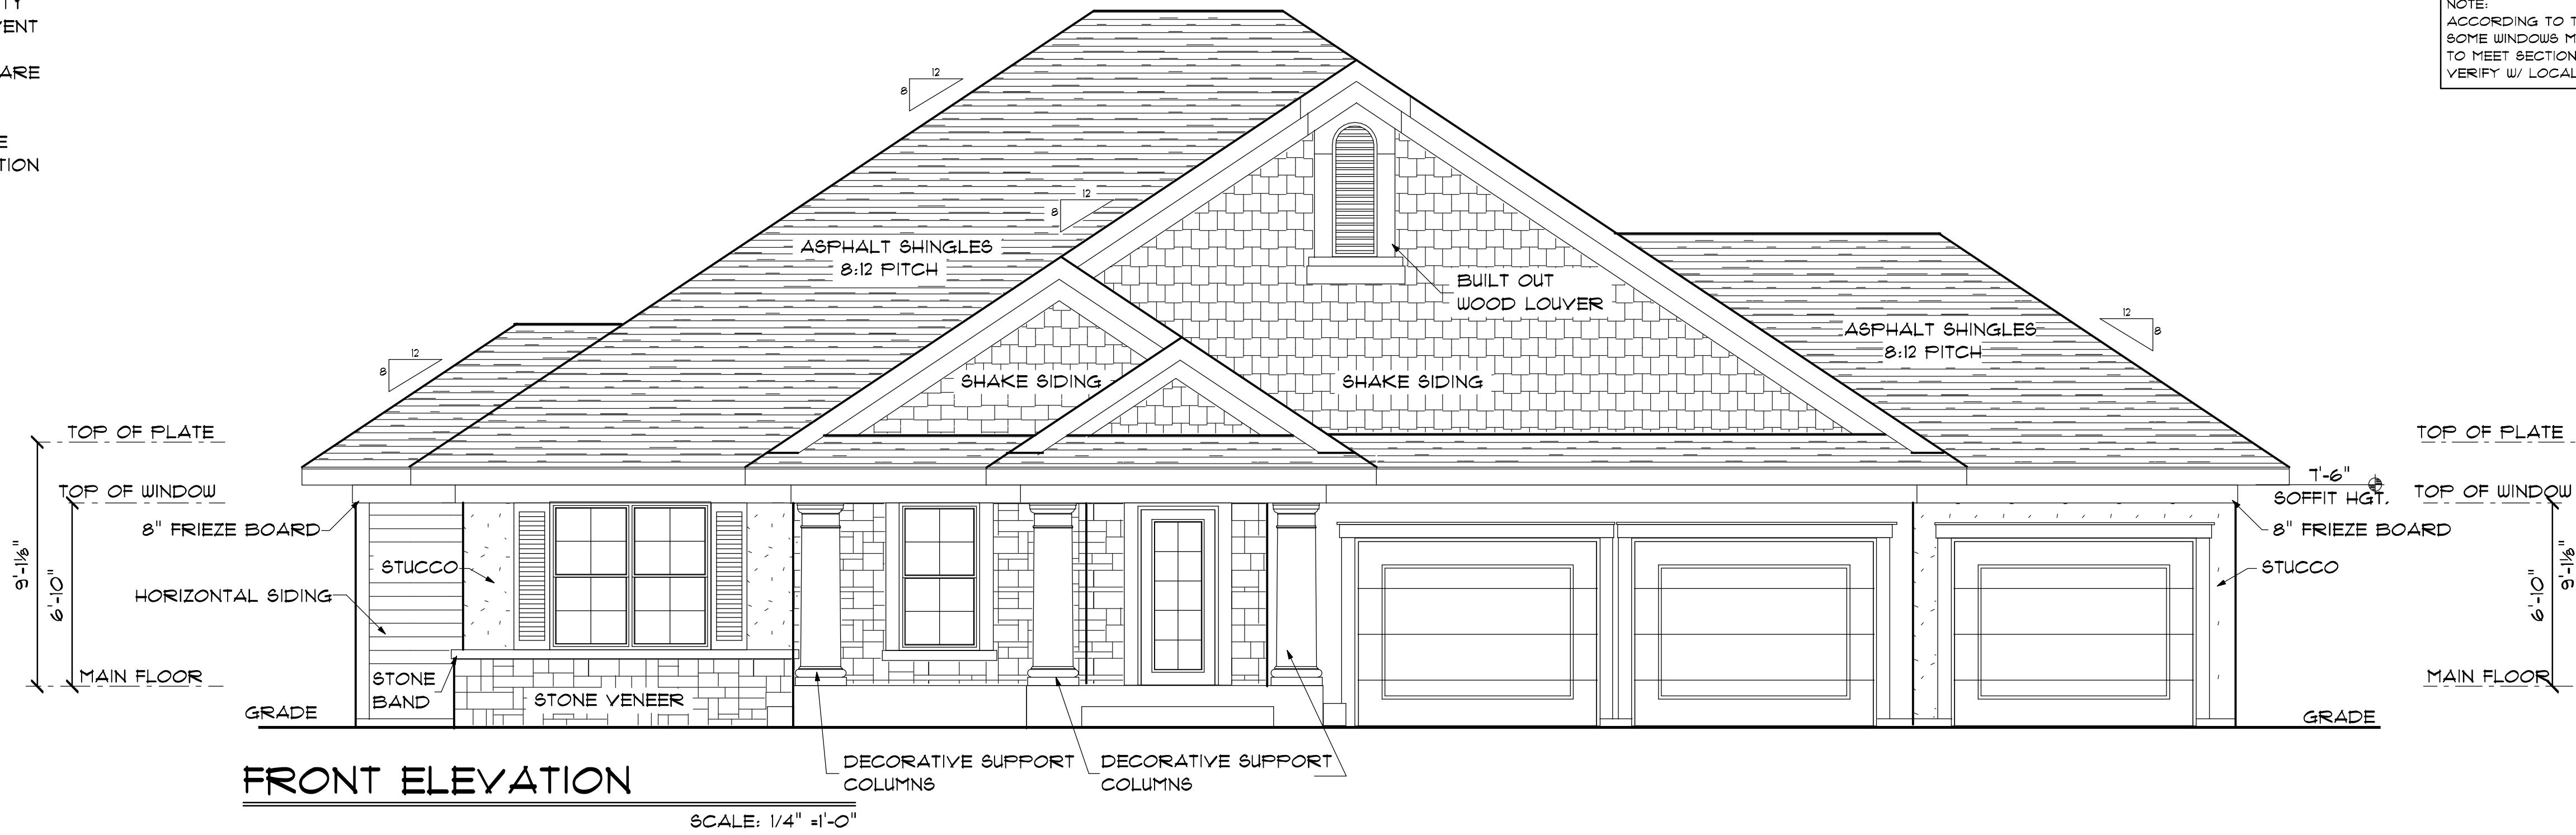 TY
VENT
ARE
E
TION
NOTE:
ACCORDING TO T
SOME WINDOWS M
TO MEET SECTION
VERIFY W/ LOCAL
12
8
12
8
ASPHALT SHINGLES
8:12 PITCH
BUILT OUT
WOOD LOUVER
12
8
ASPHALT SHINGLES
8:12 PITCH
12
8
SHAKE SIDING
SHAKE SIDING
TOP OF PLATE
TOP OF PLATE
7'-6"
SOFFIT HGT.
TOP OF WINDOW
TOP OF WINDOW
8" FRIEZE BOARD
8" FRIEZE BOARD
STUCCO
STUCCO
HORIZONTAL SIDING
9'-1⅛"
6'-10"
6'-10"
9'-1⅛"
MAIN FLOOR
MAIN FLOOR
STONE
BAND
STONE VENEER
GRADE
GRADE
DECORATIVE SUPPORT
COLUMNS
DECORATIVE SUPPORT
COLUMNS
FRONT ELEVATION
SCALE: 1/4" =1'-0"